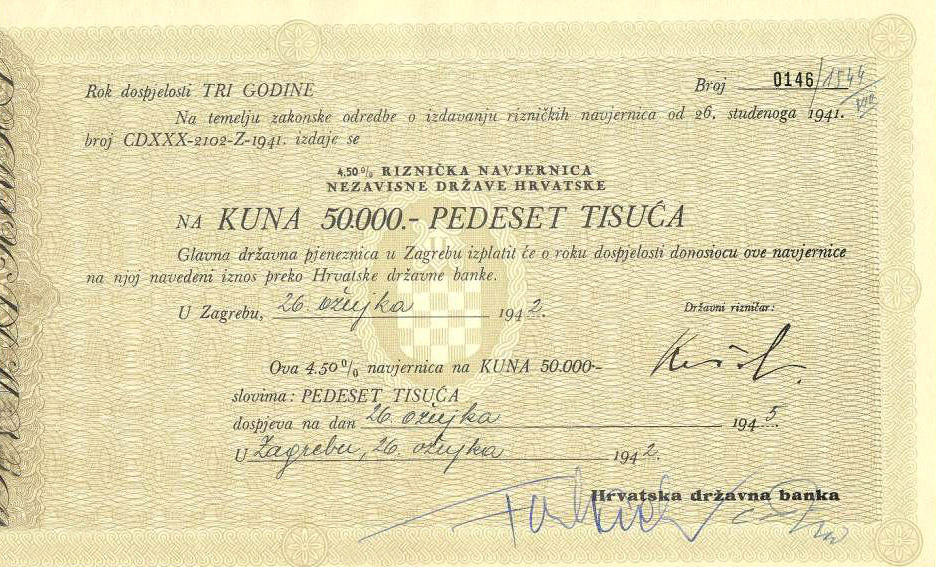 Rok dospjelosti TRI GODINE
Broj 0146/1544
VIII
Na temelju zakonske odredbe o izdavanju rizničkih navjernica od 26. studenoga 1941.
broj CDXXX-2102-Z-1941. izdaje se
4,50% RIZNIČKA NAVJERNICA
NEZAVISNE DRŽAVE HRVATSKE
NA KUNA 50.000.- PEDESET TISUĆA
Glavna državna pjeneznica u Zagrebu izplatit će o roku dospjelosti donosiocu ove navjernice
na njoj navedeni iznos preko Hrvatske državne banke.
U Zagrebu, 26. ožujka 1942.
Državni rizničar:
Ova 4.50% navjernica na KUNA 50.000-
slovima: PEDESET TISUĆA
dospjeva na dan 26. ožujka 1945.
U Zagrebu, 26. ožujka 1942.
Hrvatska državna banka